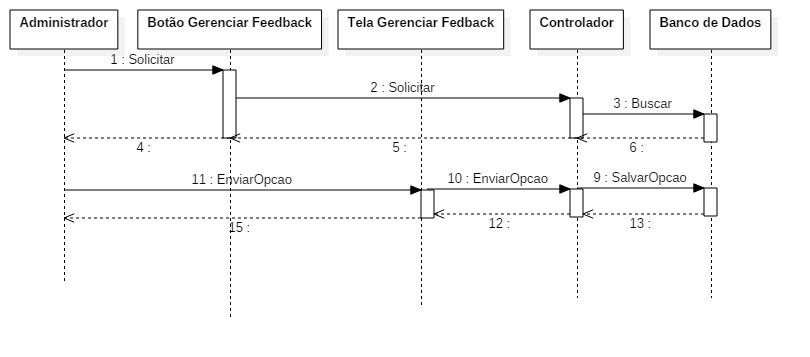 Administrador
Botão Gerenciar Feedback
Tela Gerenciar Fedback
Controlador
Banco de Dados
1 : Solicitar
2 : Solicitar
3 : Buscar
4 :
5 :
6 :
11 : EnviarOpcao
10 : EnviarOpcao
9 : SalvarOpcao
15 :
12 :
13 :